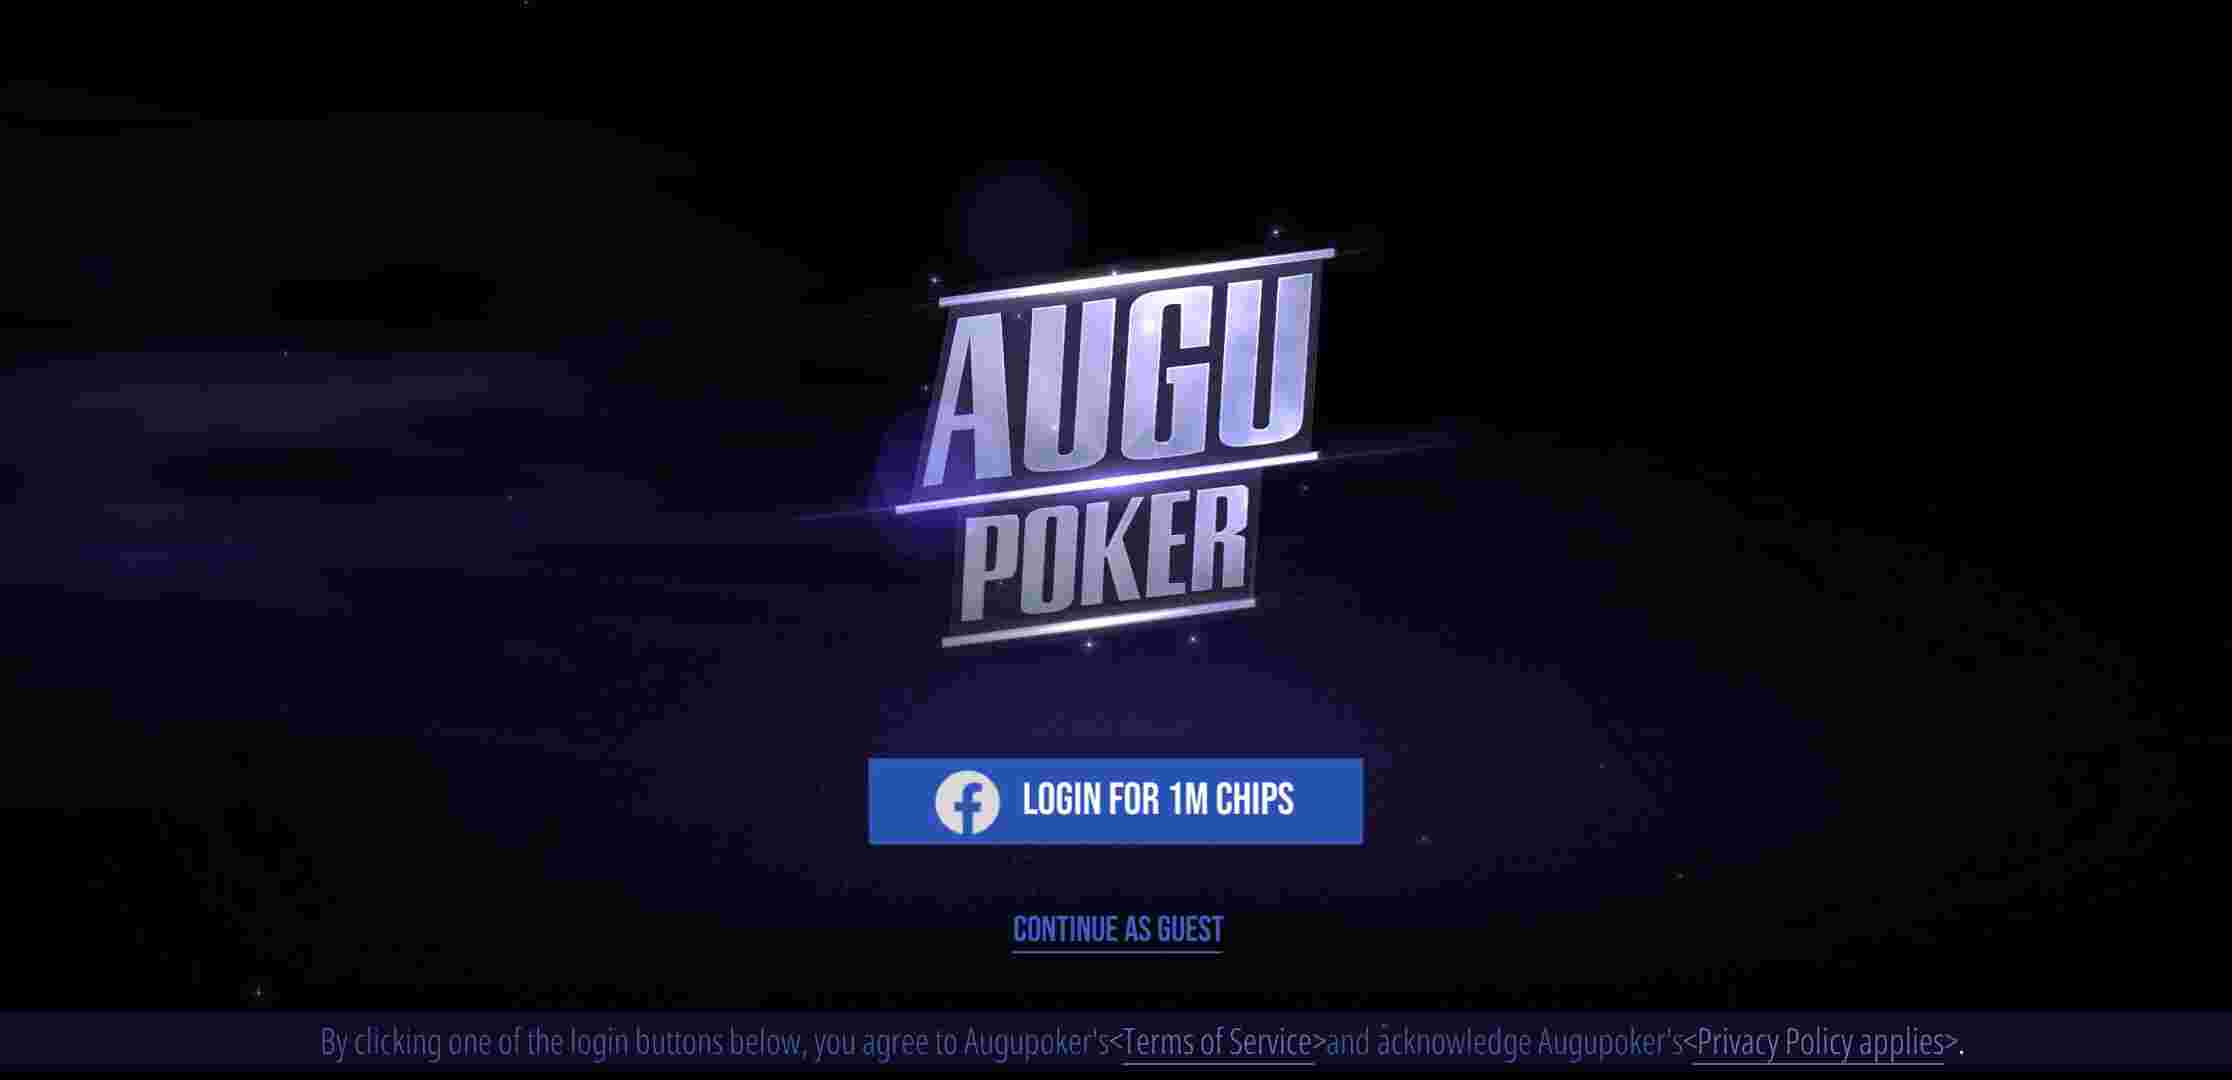 AUGU
POKER
LOGIN FOR 1M CHIPS
CONTINUE AS GUEST
By clicking one of the login buttons below, you agree to Augupoker's<Terms of Service>and acknowledge Augupoker's<Privacy Policy applies>.